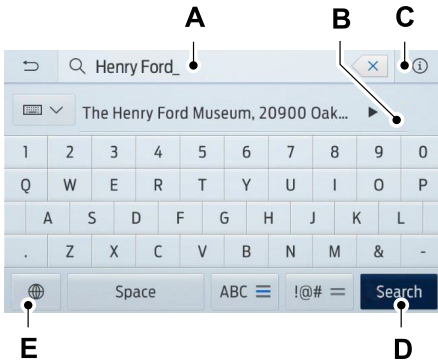 A
B
C
Henry Ford_
The Henry Ford Museum, 20900 Oak...
1 2 3 4 5 6 7 8 9 0
Q W E R T Y U I O P
A S D F G H J K L
. Z X C V B N M & -
Space ABC !@# Search
E
D